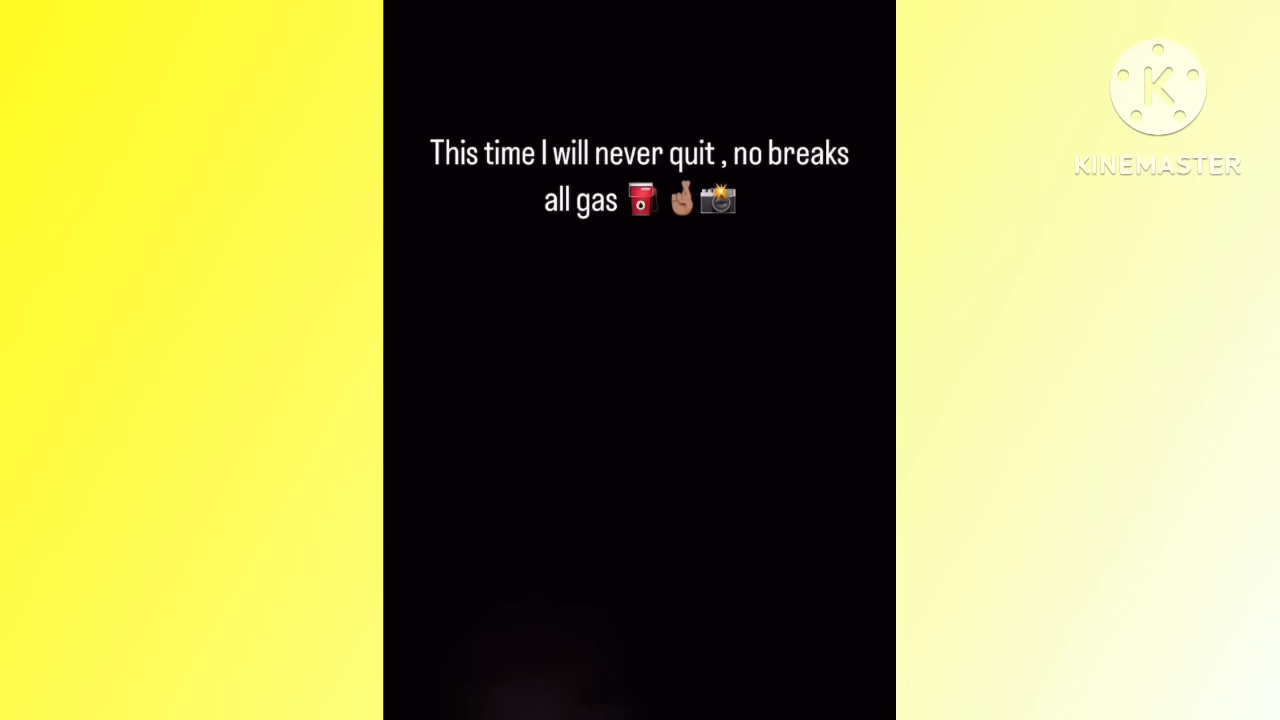 This time I will never quit , no breaks
all gas ⛽🤞🏽📸
K
KINEMASTER